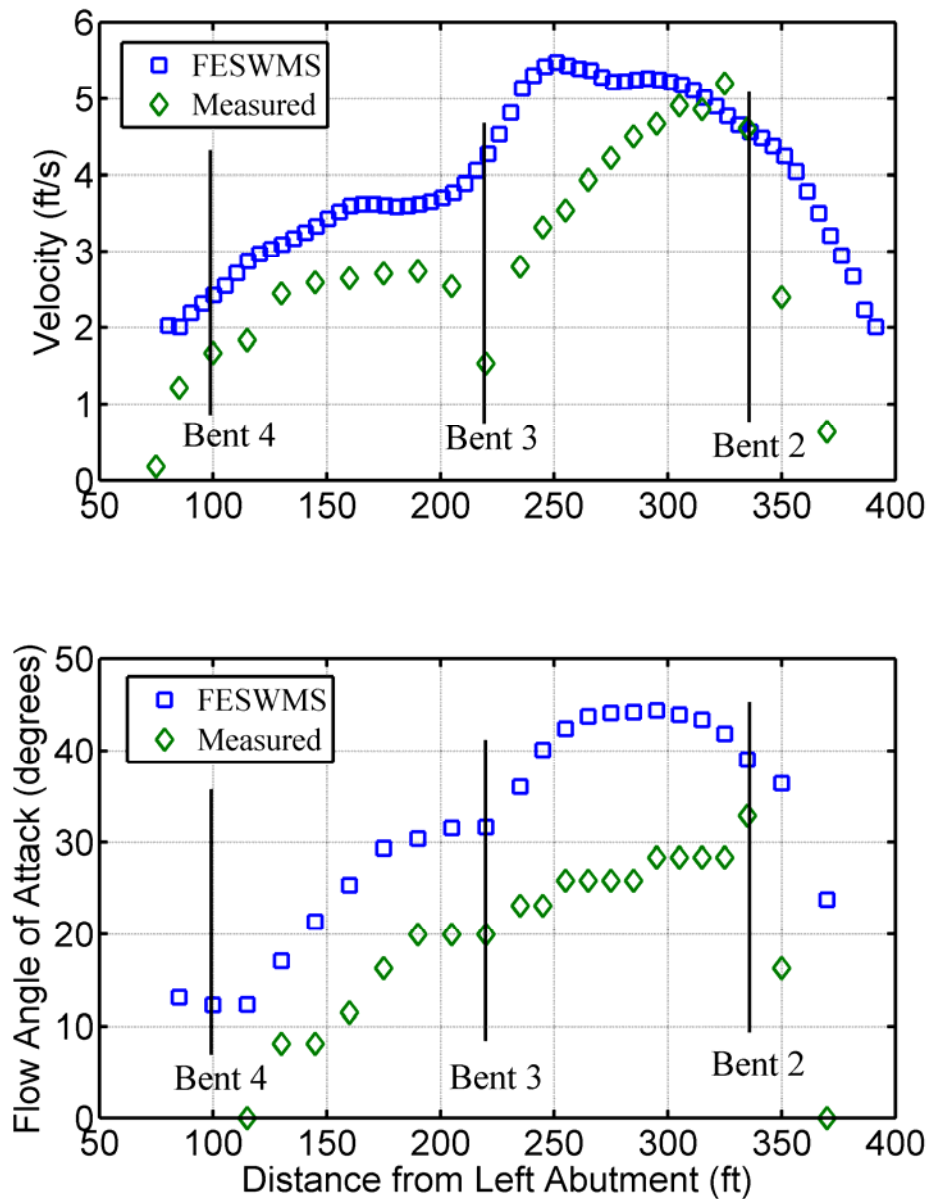 Velocity (ft/s)
6
5
4
3
2
1
0
FESWMS
Measured
Bent 4
Bent 3
Bent 2
50 100 150 200 250 300 350 400
Flow Angle of Attack (degrees)
50
40
30
20
10
0
FESWMS
Measured
Bent 4
Bent 3
Bent 2
50 100 150 200 250 300 350 400
Distance from Left Abutment (ft)